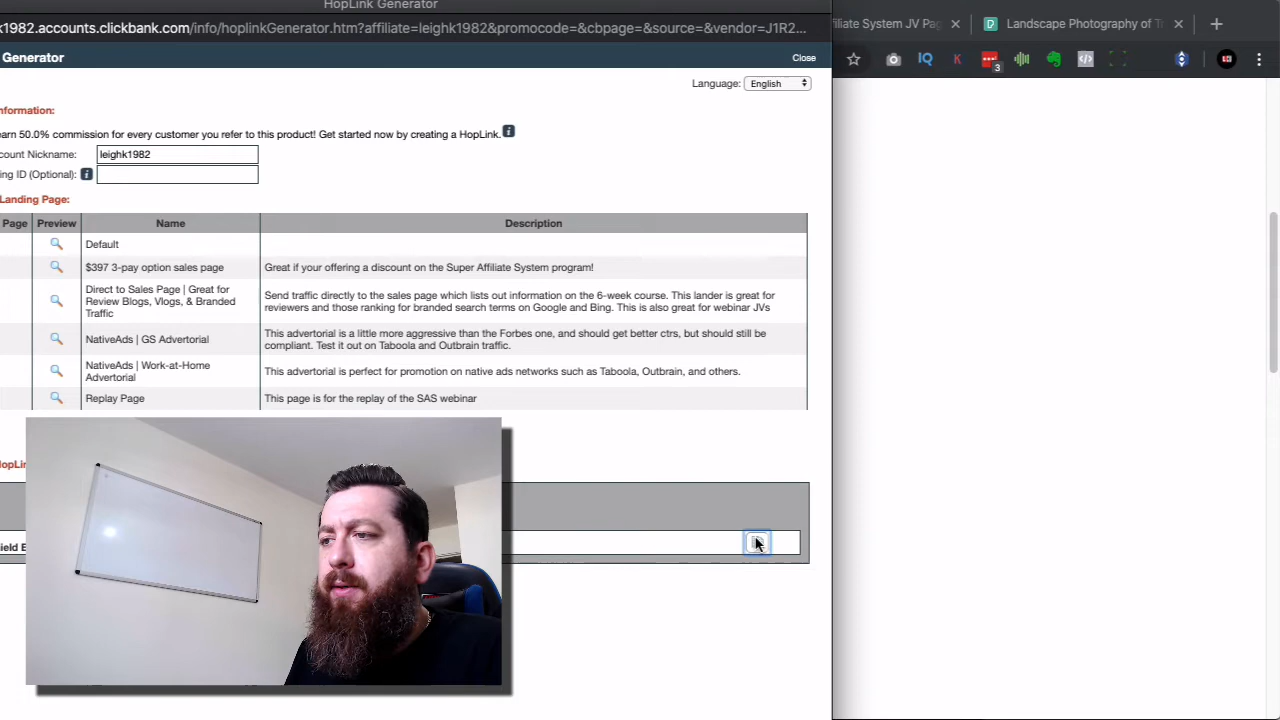 HopLink Generator
1982.accounts.clickbank.com/info/hoplinkGenerator.htm?affiliate=leighk1982&promocode=&cbpage=&source=&vendor=J1R2...
filiate System JV Pa
Landscape Photography of T
Generator
Close
3
Language: English
nformation:
earn 50.0% commission for every customer you refer to this product! Get started now by creating a HopLink.
count Nickname: leighk1982
ing ID (Optional):
Landing Page:
Page Preview Name Description
Default
$397 3-pay option sales page Great if your offering a discount on the Super Affiliate System program!
Direct to Sales Page | Great for
Review Blogs, Vlogs, & Branded
Traffic
Send traffic directly to the sales page which lists out information on the 6-week course. This lander is great for
reviewers and those ranking for branded search terms on Google and Bing. This is also great for webinar JVs
NativeAds | GS Advertorial
This advertorial is a little more aggressive than the Forbes one, and should get better ctrs, but should still be
compliant. Test it out on Taboola and Outbrain traffic.
NativeAds | Work-at-Home
Advertorial
This advertorial is perfect for promotion on native ads networks such as Taboola, Outbrain, and others.
Replay Page This page is for the replay of the SAS webinar
HopLin
ield E